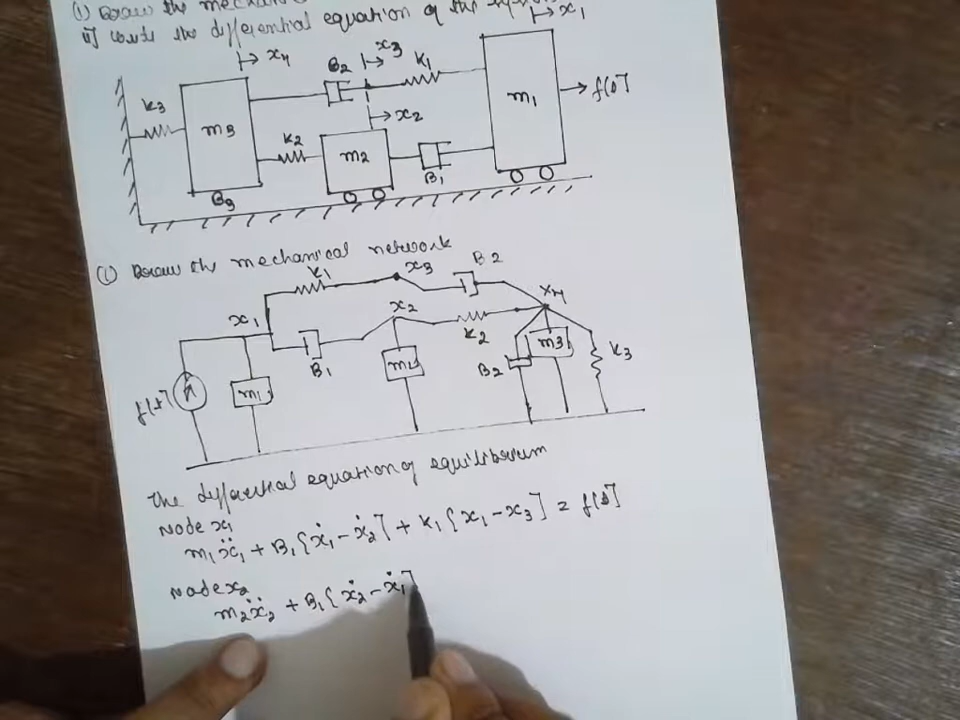 (i) Draw the mechanical
ii] write the differential equation of the system
x1
x4
x3
B2
K1
K3
x2
m3
K2
m2
m1
f(t)
B1
B3
(i) Draw the mechanical network
K1
x3
B2
x1
x2
x4
K2
B1
m3
K3
f(t)
m1
m2
B2
The differential equation of equilibrium
Node x1
m1ẍ1 + B1[ẋ1-ẋ2] + K1[x1-x3] = f(t)
Node x2
m2ẍ2 + B1[ẋ2-ẋ1]